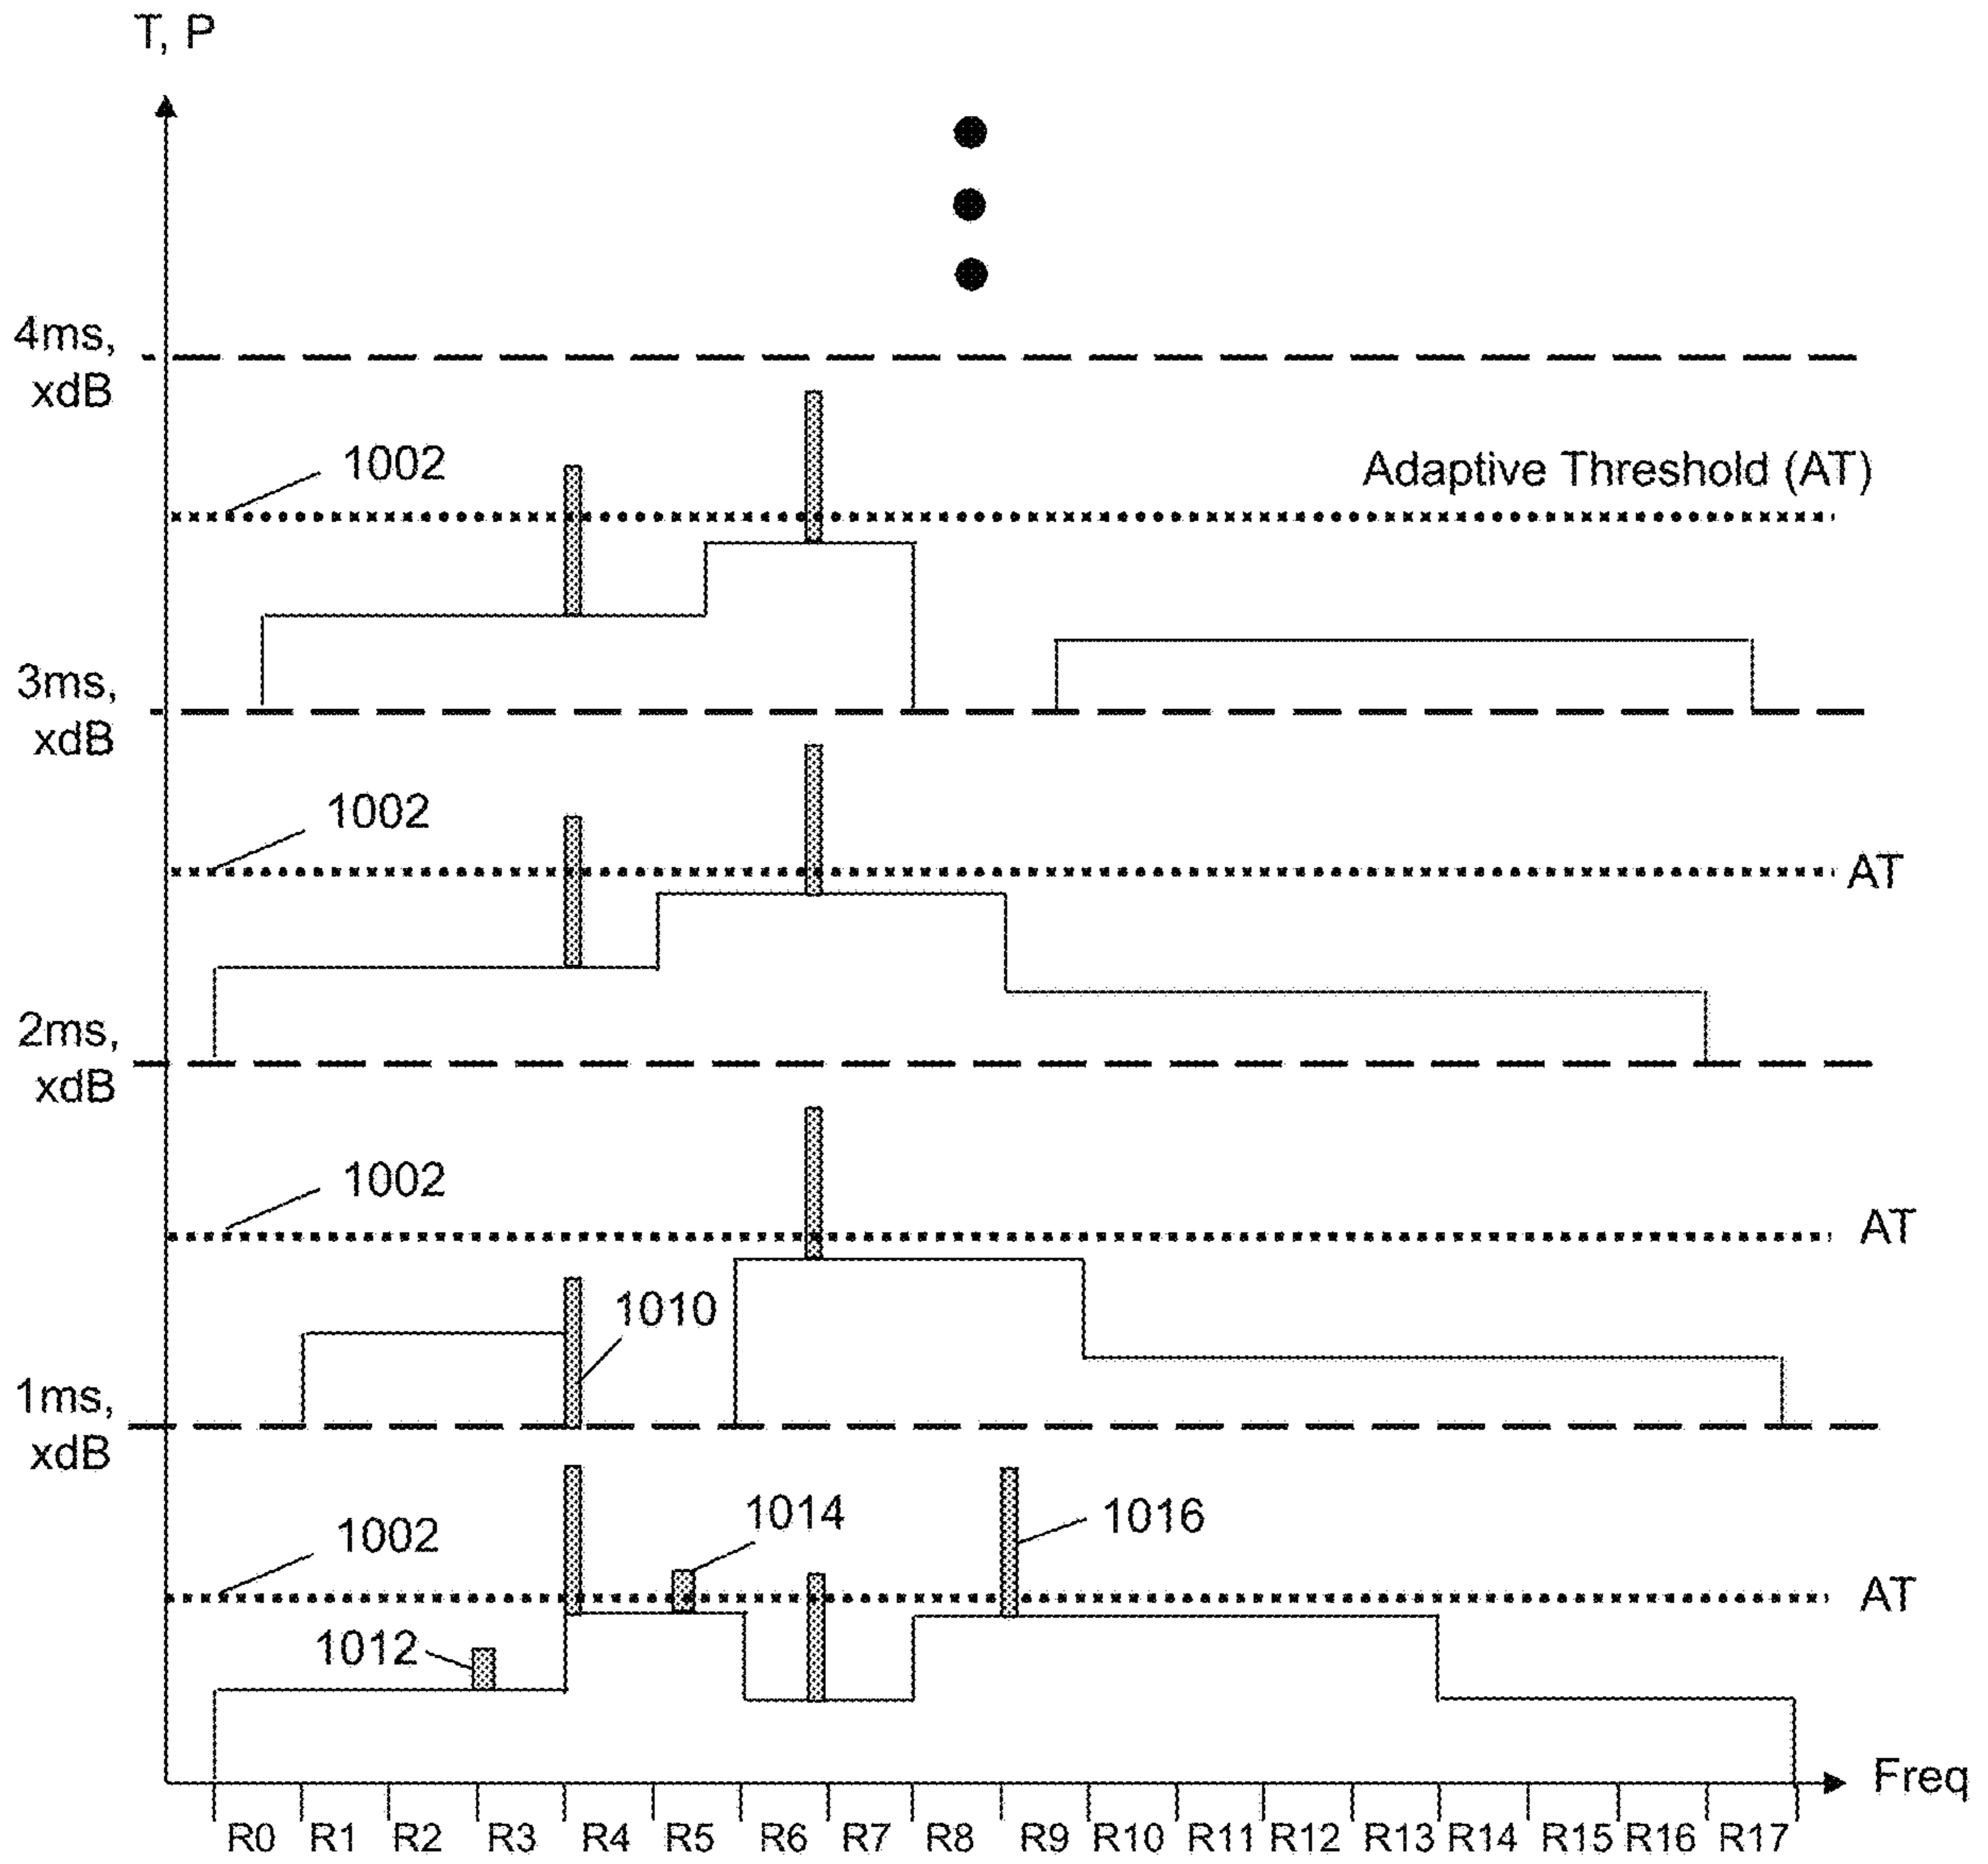 T, P
4ms,
xdB
1002
Adaptive Threshold (AT)
3ms,
xdB
1002
AT
2ms,
xdB
1002
AT
1010
1ms,
xdB
1014
1016
1002
AT
1012
Freq
R0 R1 R2 R3 R4 R5 R6 R7 R8 R9 R10 R11 R12 R13 R14 R15 R16 R17